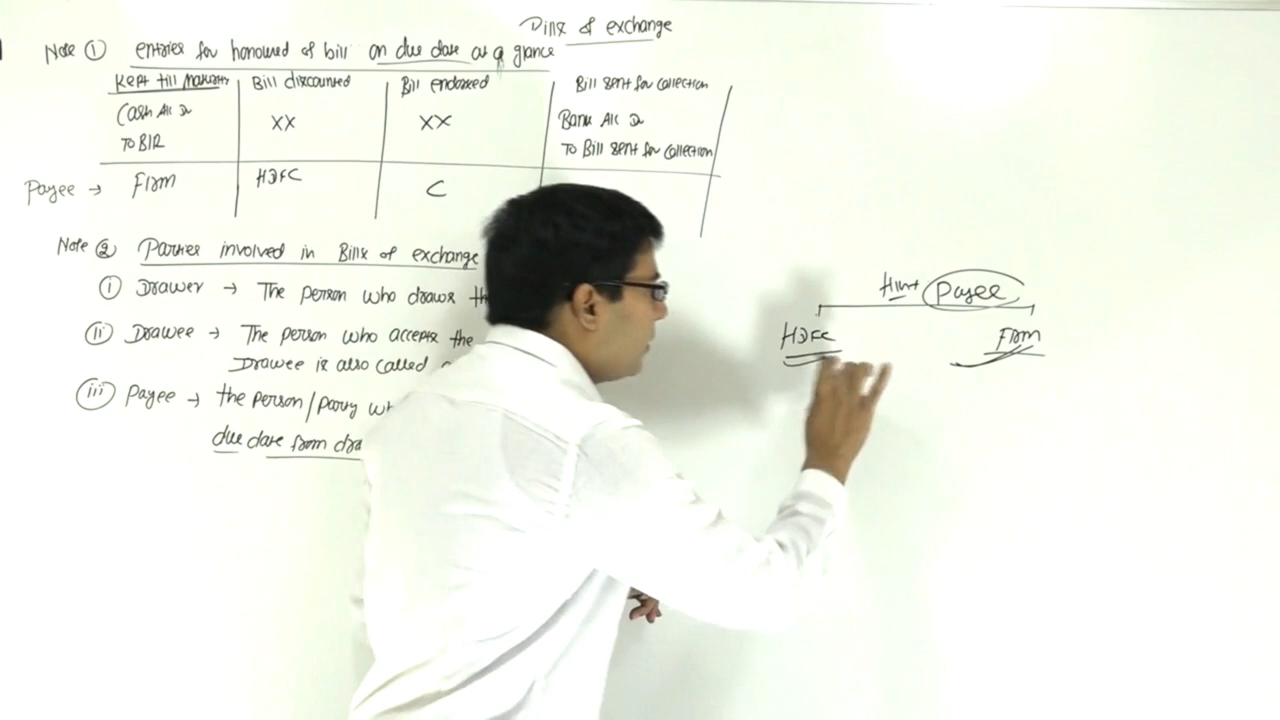 Bills of exchange
Note ① entries for honoured of bill on due date at a glance
Kept till maturity Bill discounted Bill endorsed Bill sent for collection
Cash A/c Dr XX XX Bank A/c Dr
To B/R To Bill sent for collection
Payee → Firm HDFC C
Note ② Parties involved in Bills of exchange
(i) Drawer → The person who draws th
(ii) Drawee → The person who accepts the
Drawee is also called
(iii) Payee → the person/party wh
due date from dra
Hint Payee
HDFC Firm